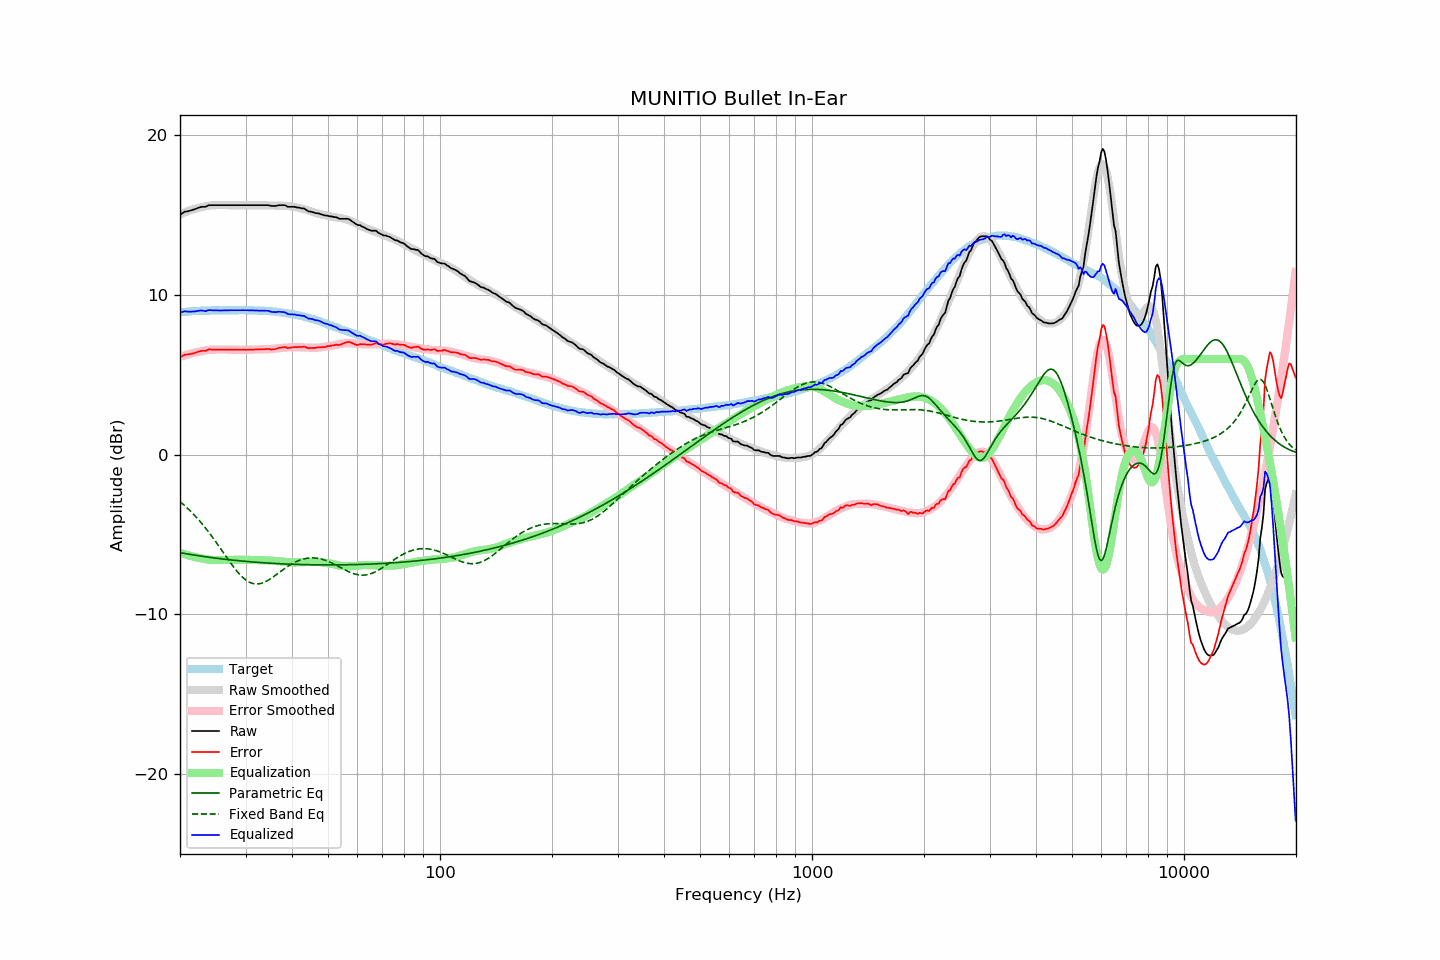 MUNITIO Bullet In-Ear
20
10
0
−10
−20
Amplitude (dBr)
Target
Raw Smoothed
Error Smoothed
Raw
Error
Equalization
Parametric Eq
Fixed Band Eq
Equalized
100
1000
10000
Frequency (Hz)